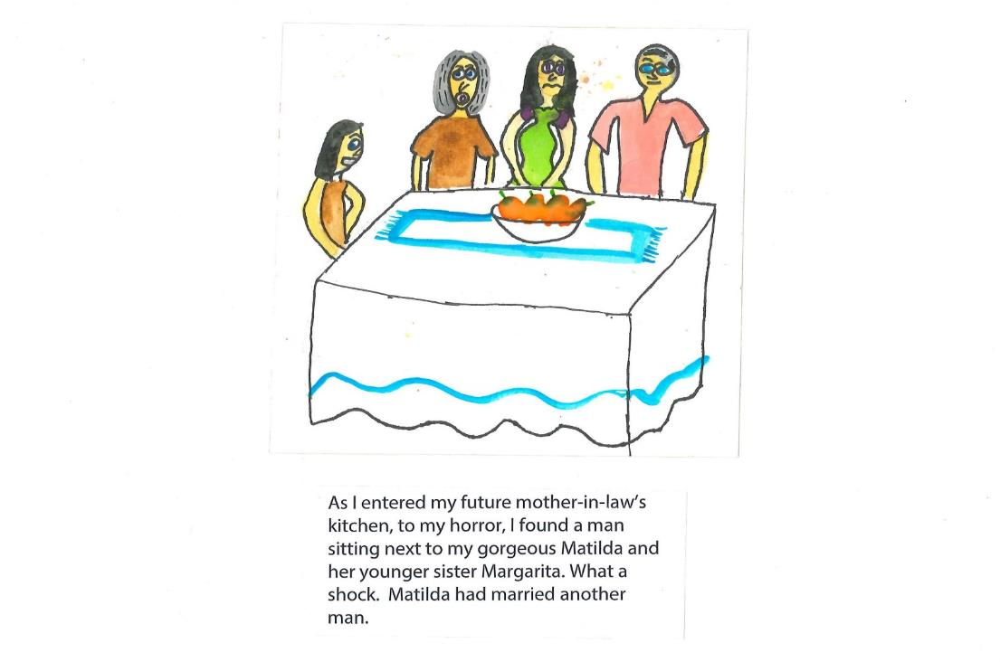 As I entered my future mother-in-law's
kitchen, to my horror, I found a man
sitting next to my gorgeous Matilda and
her younger sister Margarita. What a
shock.  Matilda had married another
man.